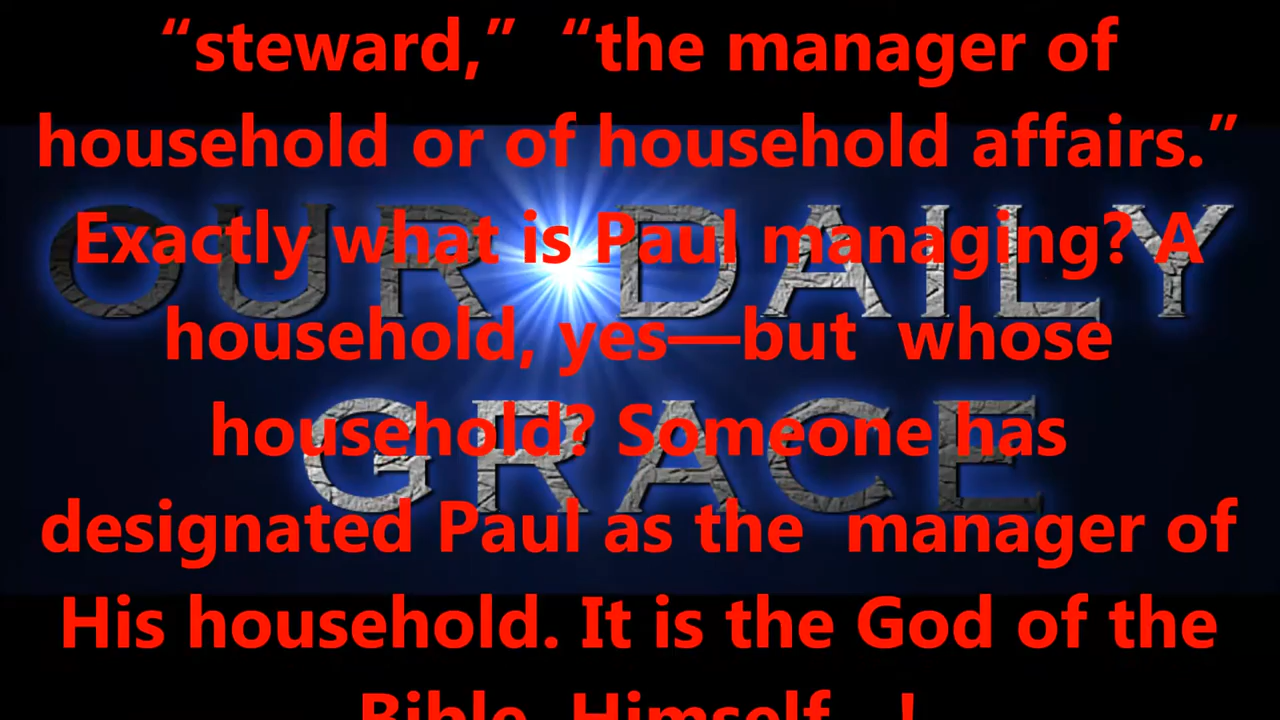 “steward,” “the manager of
household or of household affairs.”
Exactly what is Paul managing? A
household, yes—but whose
household? Someone has
designated Paul as the manager of
His household. It is the God of the
Bible Himself !
OUR DAILY
GRACE